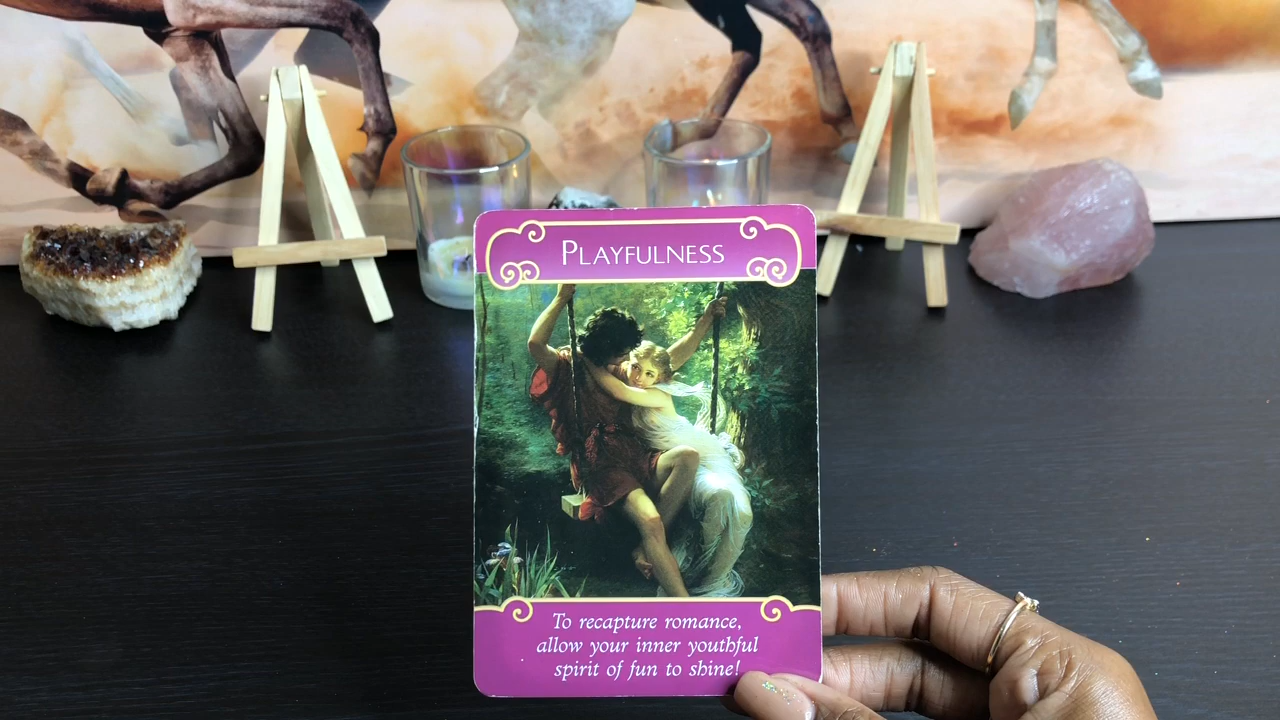 PLAYFULNESS
To recapture romance,
allow your inner youthful
spirit of fun to shine!